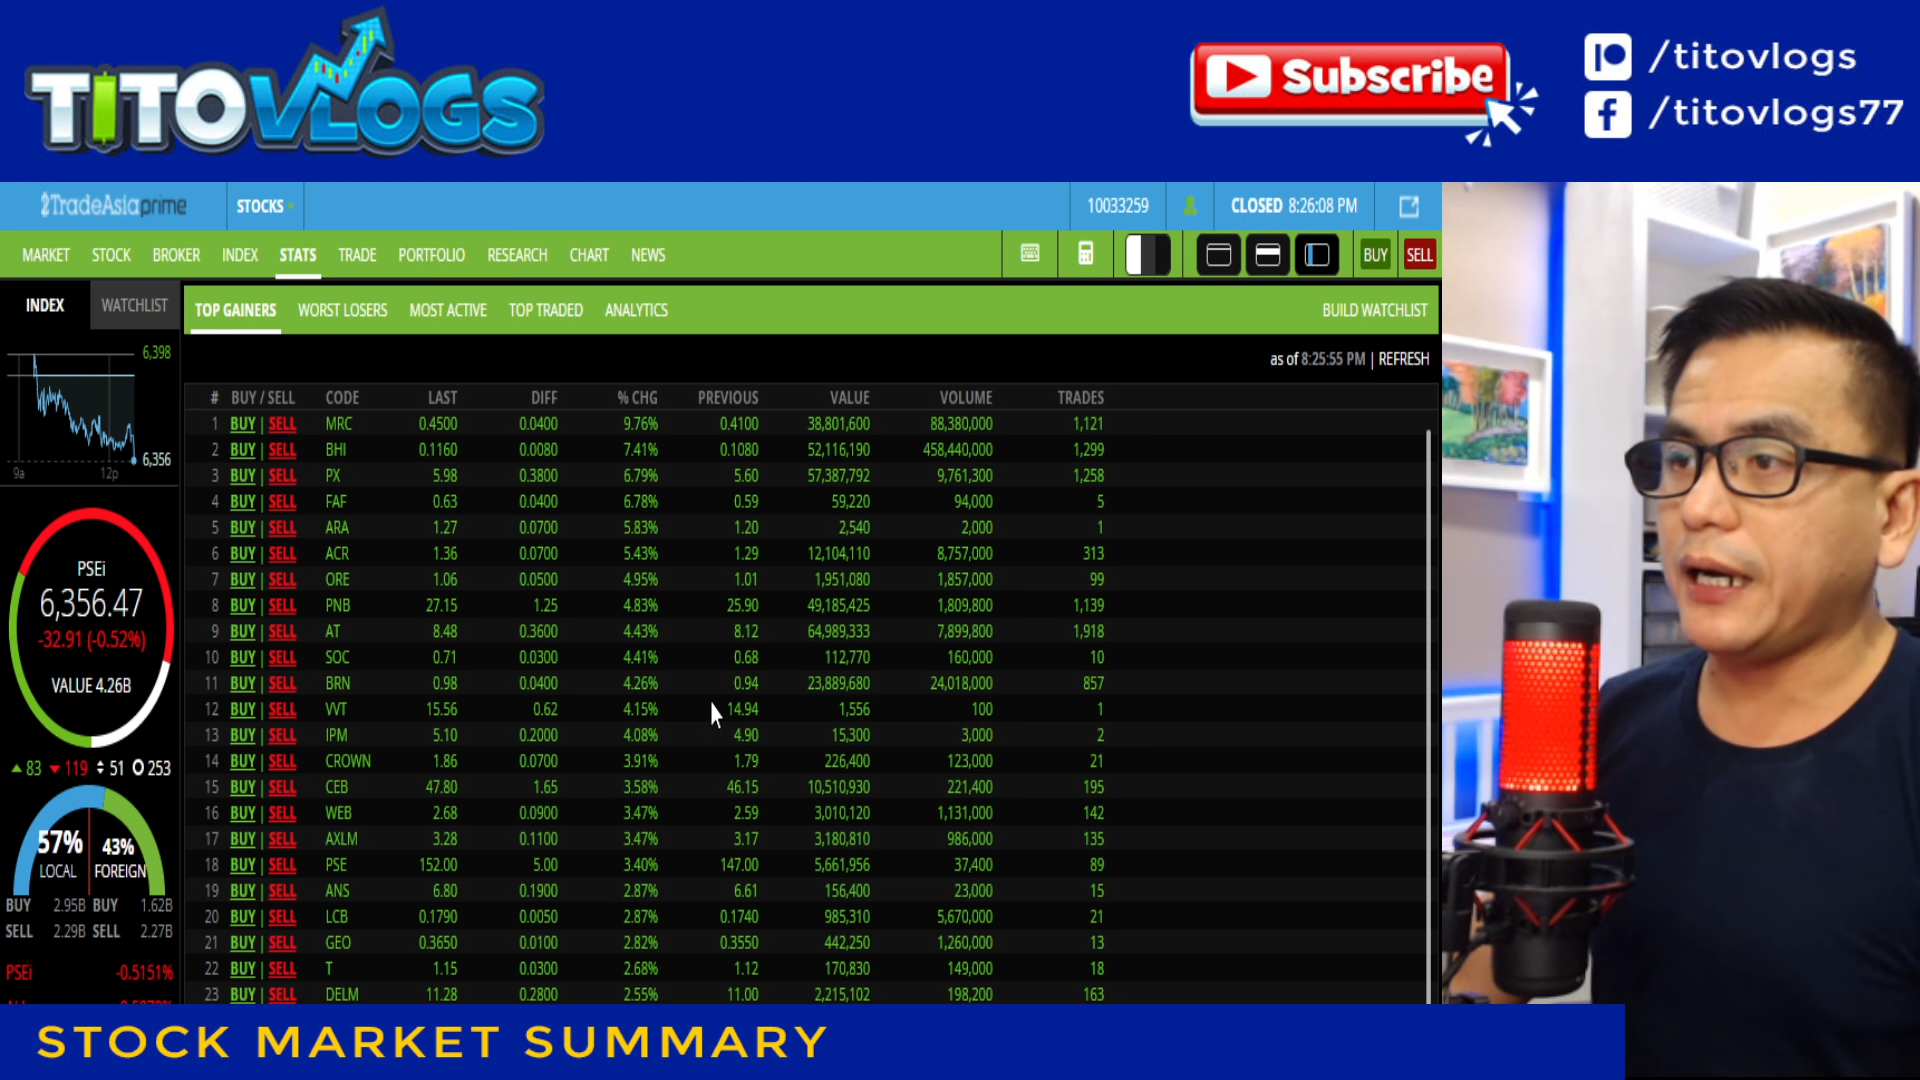 TiTOVLOGS
Subscribe
/titovlogs
/titovlogs77
2TradeAsiaprime STOCKS 10033259 CLOSED 8:26:08 PM
MARKET STOCK BROKER INDEX STATS TRADE PORTFOLIO RESEARCH CHART NEWS BUY SELL
INDEX WATCHLIST
TOP GAINERS WORST LOSERS MOST ACTIVE TOP TRADED ANALYTICS BUILD WATCHLIST
as of 8:25:55 PM | REFRESH
6,398
6,356
9a 12p
PSEi
6,356.47
-32.91 (-0.52%)
VALUE 4.26B
83 119 51 253
57% 43%
LOCAL FOREIGN
BUY 2.95B BUY 1.62B
SELL 2.29B SELL 2.27B
PSEi -0.5151%
# BUY / SELL CODE LAST DIFF % CHG PREVIOUS VALUE VOLUME TRADES
1 BUY | SELL MRC 0.4500 0.0400 9.76% 0.4100 38,801,600 88,380,000 1,121
2 BUY | SELL BHI 0.1160 0.0080 7.41% 0.1080 52,116,190 458,440,000 1,299
3 BUY | SELL PX 5.98 0.3800 6.79% 5.60 57,387,792 9,761,300 1,258
4 BUY | SELL FAF 0.63 0.0400 6.78% 0.59 59,220 94,000 5
5 BUY | SELL ARA 1.27 0.0700 5.83% 1.20 2,540 2,000 1
6 BUY | SELL ACR 1.36 0.0700 5.43% 1.29 12,104,110 8,757,000 313
7 BUY | SELL ORE 1.06 0.0500 4.95% 1.01 1,951,080 1,857,000 99
8 BUY | SELL PNB 27.15 1.25 4.83% 25.90 49,185,425 1,809,800 1,139
9 BUY | SELL AT 8.48 0.3600 4.43% 8.12 64,989,333 7,899,800 1,918
10 BUY | SELL SOC 0.71 0.0300 4.41% 0.68 112,770 160,000 10
11 BUY | SELL BRN 0.98 0.0400 4.26% 0.94 23,889,680 24,018,000 857
12 BUY | SELL VVT 15.56 0.62 4.15% 14.94 1,556 100 1
13 BUY | SELL IPM 5.10 0.2000 4.08% 4.90 15,300 3,000 2
14 BUY | SELL CROWN 1.86 0.0700 3.91% 1.79 226,400 123,000 21
15 BUY | SELL CEB 47.80 1.65 3.58% 46.15 10,510,930 221,400 195
16 BUY | SELL WEB 2.68 0.0900 3.47% 2.59 3,010,120 1,131,000 142
17 BUY | SELL AXLM 3.28 0.1100 3.47% 3.17 3,180,810 986,000 135
18 BUY | SELL PSE 152.00 5.00 3.40% 147.00 5,661,956 37,400 89
19 BUY | SELL ANS 6.80 0.1900 2.87% 6.61 156,400 23,000 15
20 BUY | SELL LCB 0.1790 0.0050 2.87% 0.1740 985,310 5,670,000 21
21 BUY | SELL GEO 0.3650 0.0100 2.82% 0.3550 442,250 1,260,000 13
22 BUY | SELL T 1.15 0.0300 2.68% 1.12 170,830 149,000 18
23 BUY | SELL DELM 11.28 0.2800 2.55% 11.00 2,215,102 198,200 163
STOCK MARKET SUMMARY